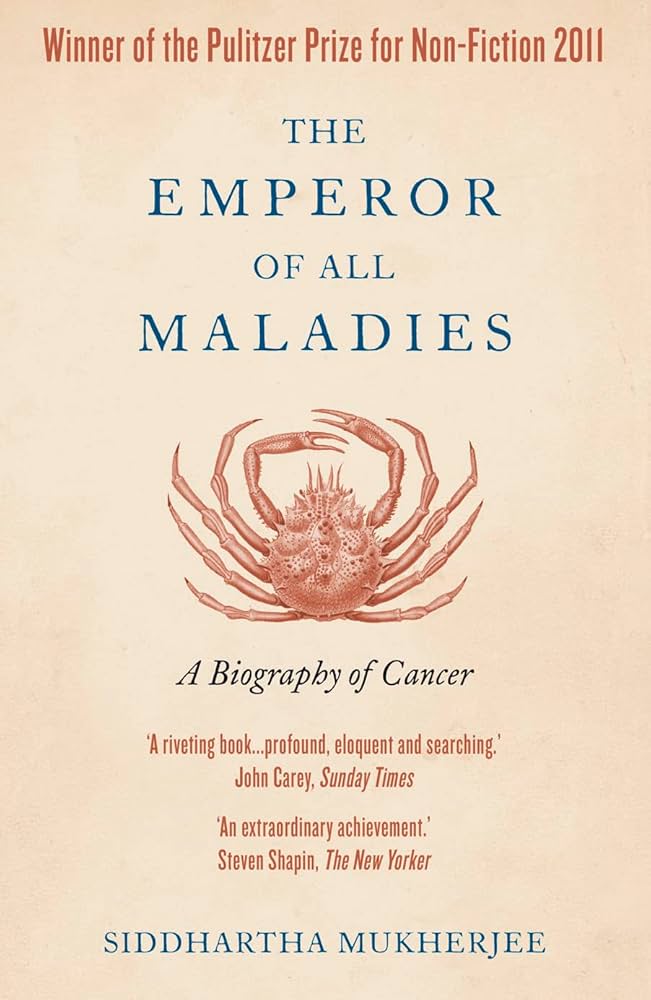 Winner of the Pulitzer Prize for Non-Fiction 2011
THE
EMPEROR
OF ALL
MALADIES
A Biography of Cancer
‘A riveting book...profound, eloquent and searching.’
John Carey, Sunday Times
‘An extraordinary achievement.’
Steven Shapin, The New Yorker
SIDDHARTHA MUKHERJEE